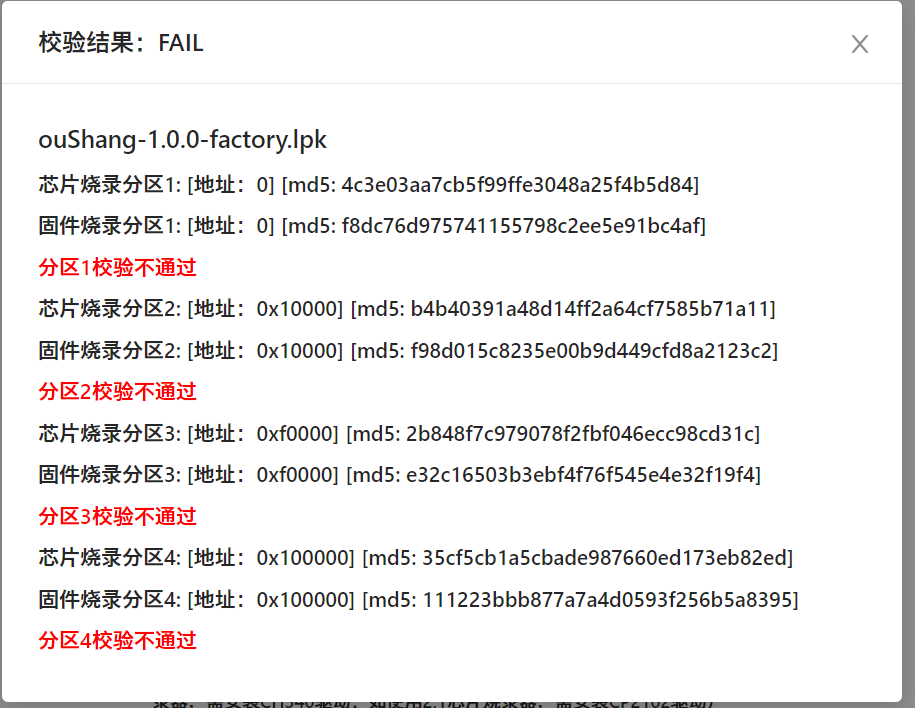 校验结果：FAIL
ouShang-1.0.0-factory.lpk
芯片烧录分区1: [地址：0] [md5: 4c3e03aa7cb5f99ffe3048a25f4b5d84]
固件烧录分区1: [地址：0] [md5: f8dc76d975741155798c2ee5e91bc4af]
分区1校验不通过
芯片烧录分区2: [地址：0x10000] [md5: b4b40391a48d14ff2a64cf7585b71a11]
固件烧录分区2: [地址：0x10000] [md5: f98d015c8235e00b9d449cfd8a2123c2]
分区2校验不通过
芯片烧录分区3: [地址：0xf0000] [md5: 2b848f7c979078f2fbf046ecc98cd31c]
固件烧录分区3: [地址：0xf0000] [md5: e32c16503b3ebf4f76f545e4e32f19f4]
分区3校验不通过
芯片烧录分区4: [地址：0x100000] [md5: 35cf5cb1a5cbade987660ed173eb82ed]
固件烧录分区4: [地址：0x100000] [md5: 111223bbb877a7a4d0593f256b5a8395]
分区4校验不通过